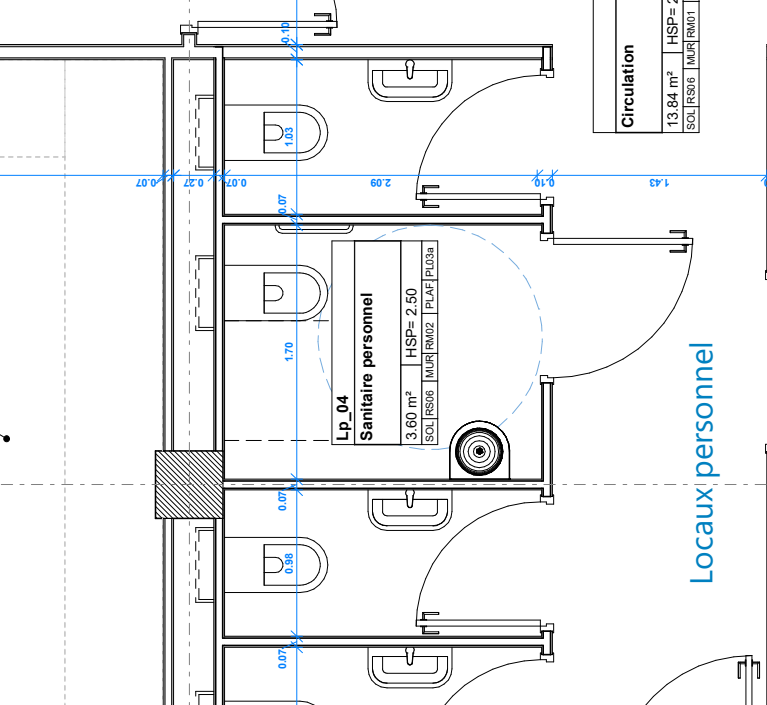 Circulation
13.84 m²
SOL RS06 MUR RM01
Lp_04
Sanitaire personnel
3.60 m² HSP= 2.50
SOL RS06 MUR RM02 PLAF PL03a
Locaux personnel
0.10
1.03
0.07
0.27
0.07
2.09
0.10
1.43
0.07
1.70
0.07
0.98
0.07